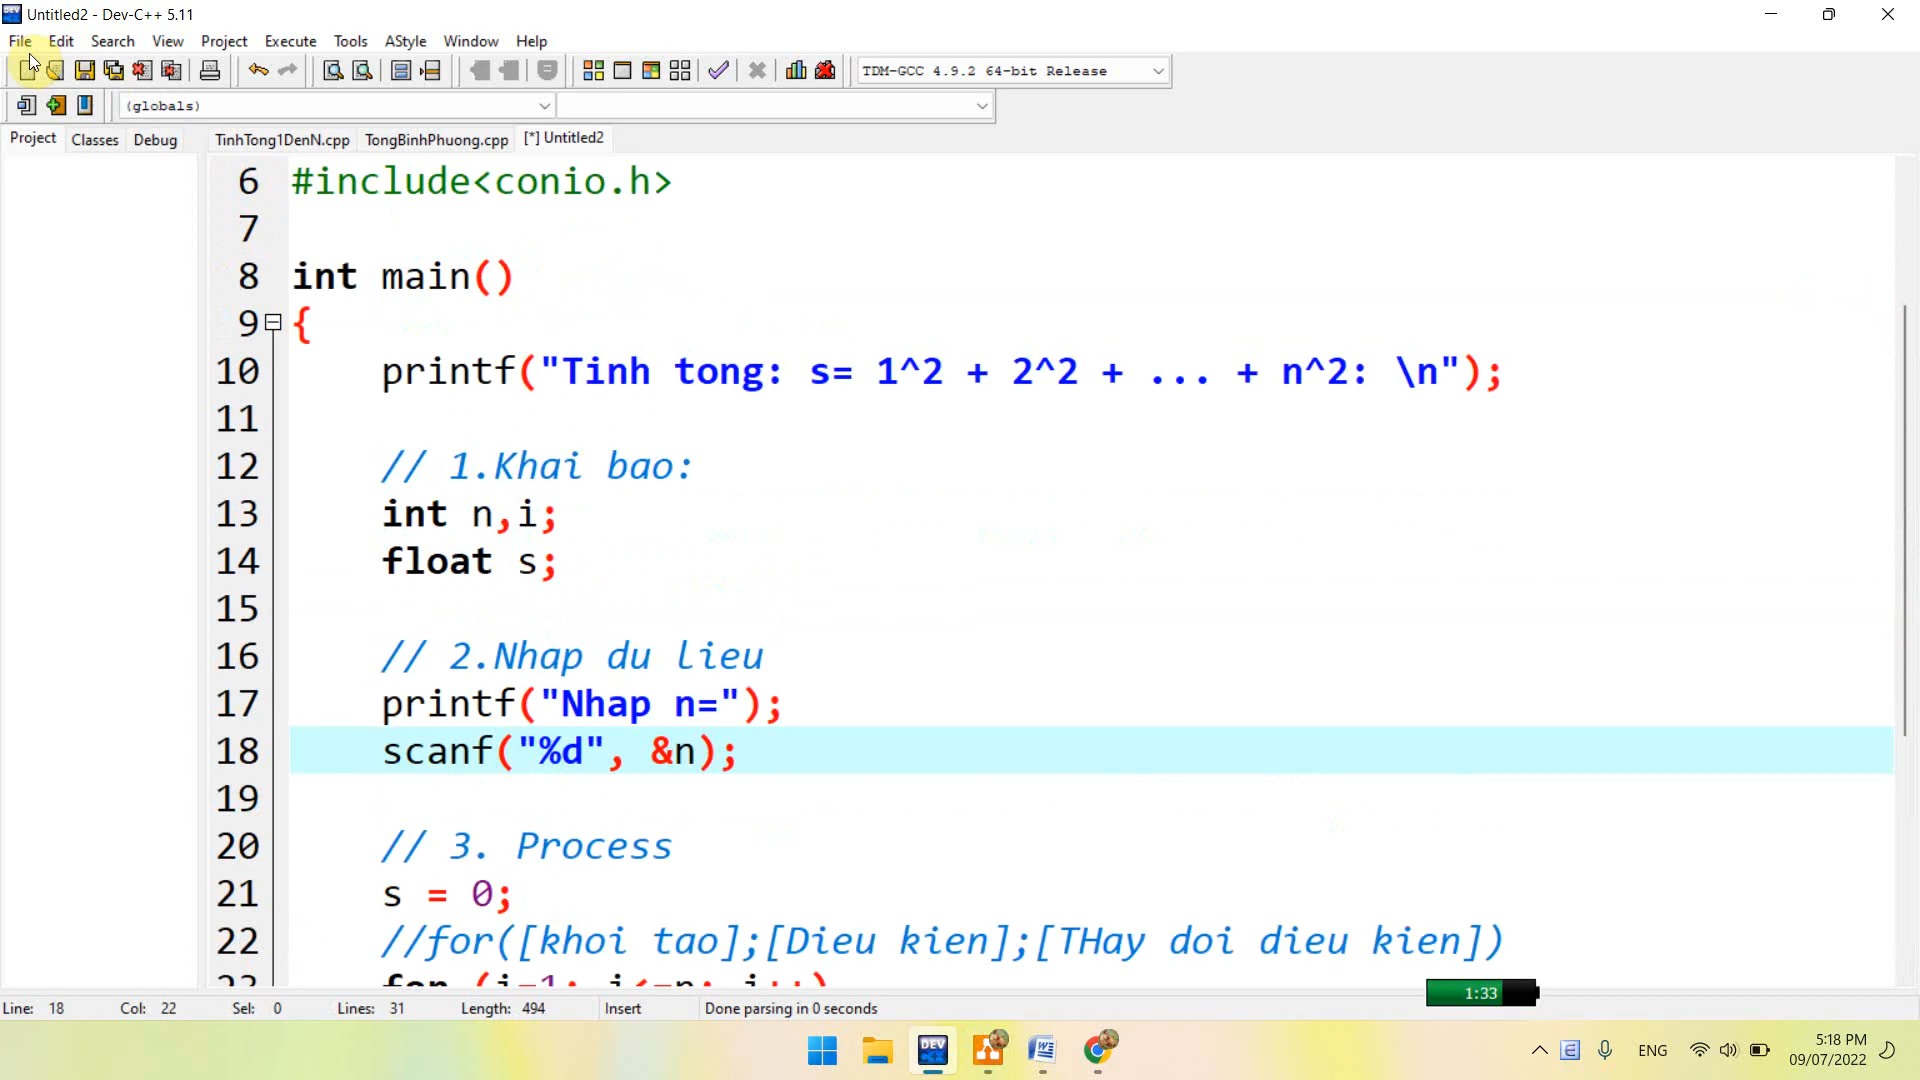 Untitled2 - Dev-C++ 5.11
File Edit Search View Project Execute Tools AStyle Window Help
TDM-GCC 4.9.2 64-bit Release
(globals)
Project Classes Debug TinhTong1DenN.cpp TongBinhPhuong.cpp [*] Untitled2
6 #include<conio.h>
7
8 int main()
9 {
10 printf("Tinh tong: s= 1^2 + 2^2 + ... + n^2: \n");
11
12 // 1.Khai bao:
13 int n,i;
14 float s;
15
16 // 2.Nhap du lieu
17 printf("Nhap n=");
18 scanf("%d", &n);
19
20 // 3. Process
21 s = 0;
22 //for([khoi tao];[Dieu kien];[THay doi dieu kien])
23 for (i=1; i<=n; i++)
1:33
Line: 18 Col: 22 Sel: 0 Lines: 31 Length: 494 Insert Done parsing in 0 seconds
DEV
ENG
5:18 PM
09/07/2022